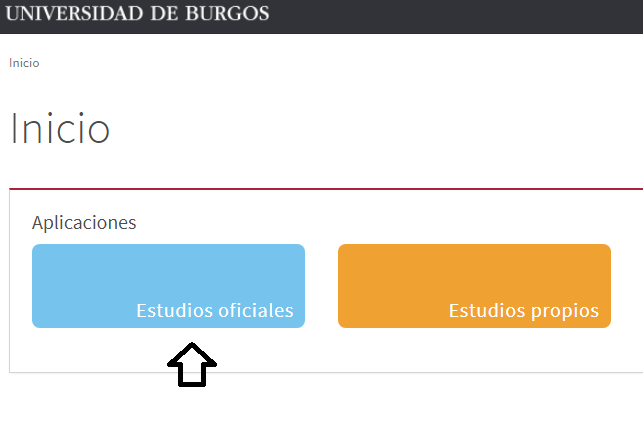 UNIVERSIDAD DE BURGOS
Inicio
Inicio
Aplicaciones
Estudios oficiales
Estudios propios